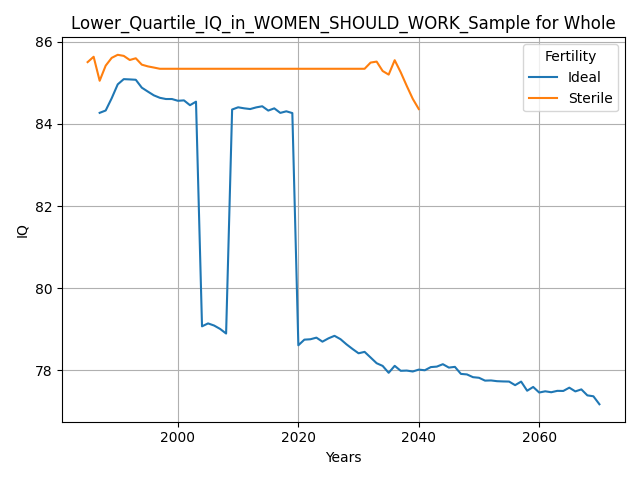 Lower_Quartile_IQ_in_WOMEN_SHOULD_WORK_Sample for Whole
Fertility
Ideal
Sterile
86
84
82
80
78
IQ
2000
2020
2040
2060
Years